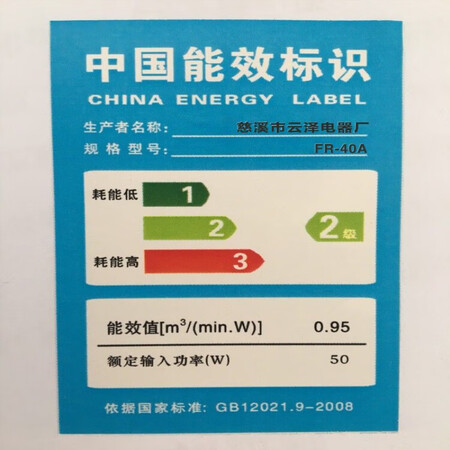 中国能效标识
CHINA ENERGY LABEL
生产者名称: 慈溪市云泽电器厂
规格型号: FR-40A
耗能低 1
2 2级
耗能高 3
能效值[m³/(min.W)] 0.95
额定输入功率(W) 50
依据国家标准: GB12021.9-2008